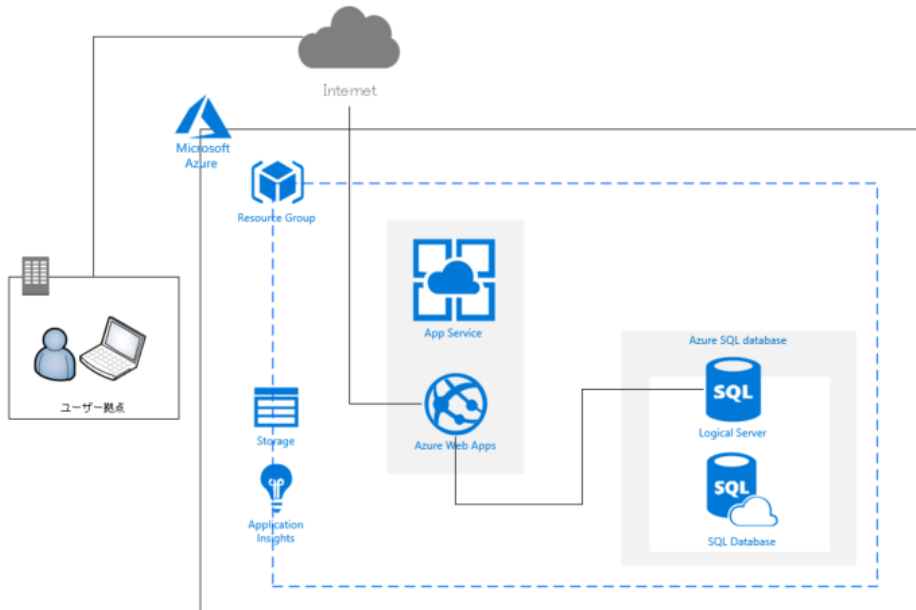 Internet
Microsoft
Azure
Resource Group
App Service
Azure SQL database
SQL
Logical Server
ユーザー拠点
Storage
Azure Web Apps
SQL
SQL Database
Application
Insights